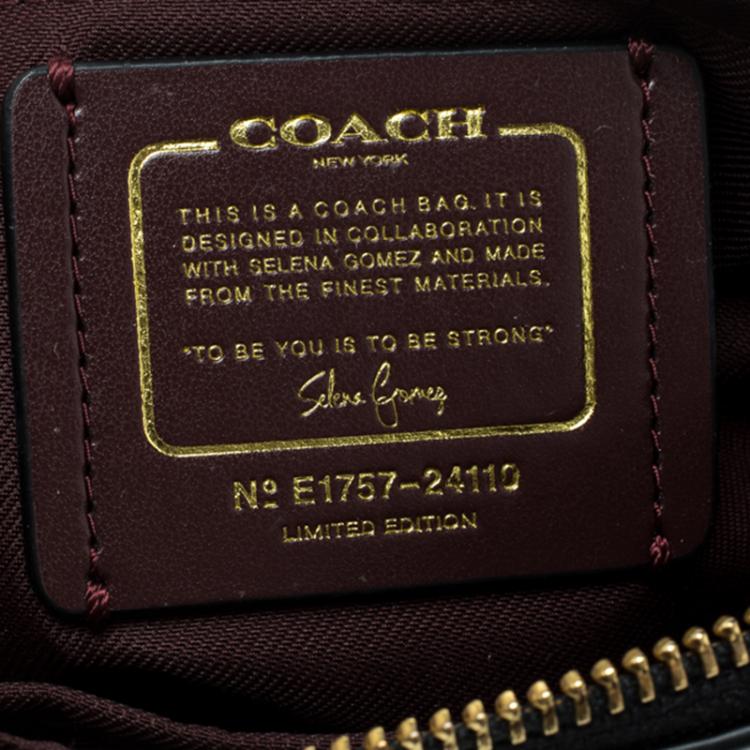 COACH
NEW YORK
THIS IS A COACH BAG. IT IS
DESIGNED IN COLLABORATION
WITH SELENA GOMEZ AND MADE
FROM THE FINEST MATERIALS.
"TO BE YOU IS TO BE STRONG"
Selena Gomez
Nº E1757-24110
LIMITED EDITION